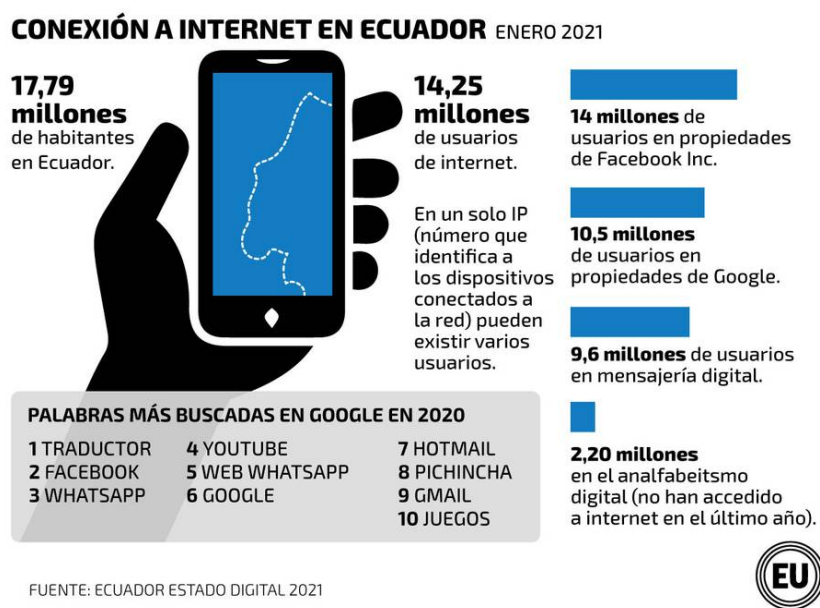 CONEXIÓN A INTERNET EN ECUADOR ENERO 2021
17,79
millones
de habitantes
en Ecuador.
14,25
millones
de usuarios
de internet.
En un solo IP
(número que
identifica a
los dispositivos
conectados a
la red) pueden
existir varios
usuarios.
14 millones de
usuarios en propiedades
de Facebook Inc.
10,5 millones
de usuarios en
propiedades de Google.
9,6 millones de usuarios
en mensajería digital.
2,20 millones
en el analfabeitsmo
digital (no han accedido
a internet en el último año).
PALABRAS MÁS BUSCADAS EN GOOGLE EN 2020
1 TRADUCTOR
2 FACEBOOK
3 WHATSAPP
4 YOUTUBE
5 WEB WHATSAPP
6 GOOGLE
7 HOTMAIL
8 PICHINCHA
9 GMAIL
10 JUEGOS
FUENTE: ECUADOR ESTADO DIGITAL 2021
EU